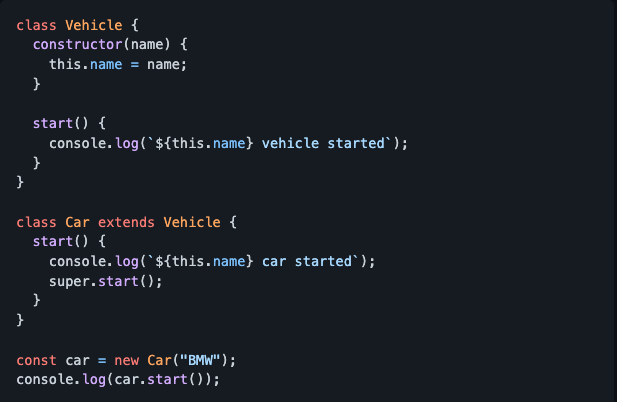 class Vehicle {
  constructor(name) {
    this.name = name;
  }

  start() {
    console.log(`${this.name} vehicle started`);
  }
}

class Car extends Vehicle {
  start() {
    console.log(`${this.name} car started`);
    super.start();
  }
}

const car = new Car("BMW");
console.log(car.start());